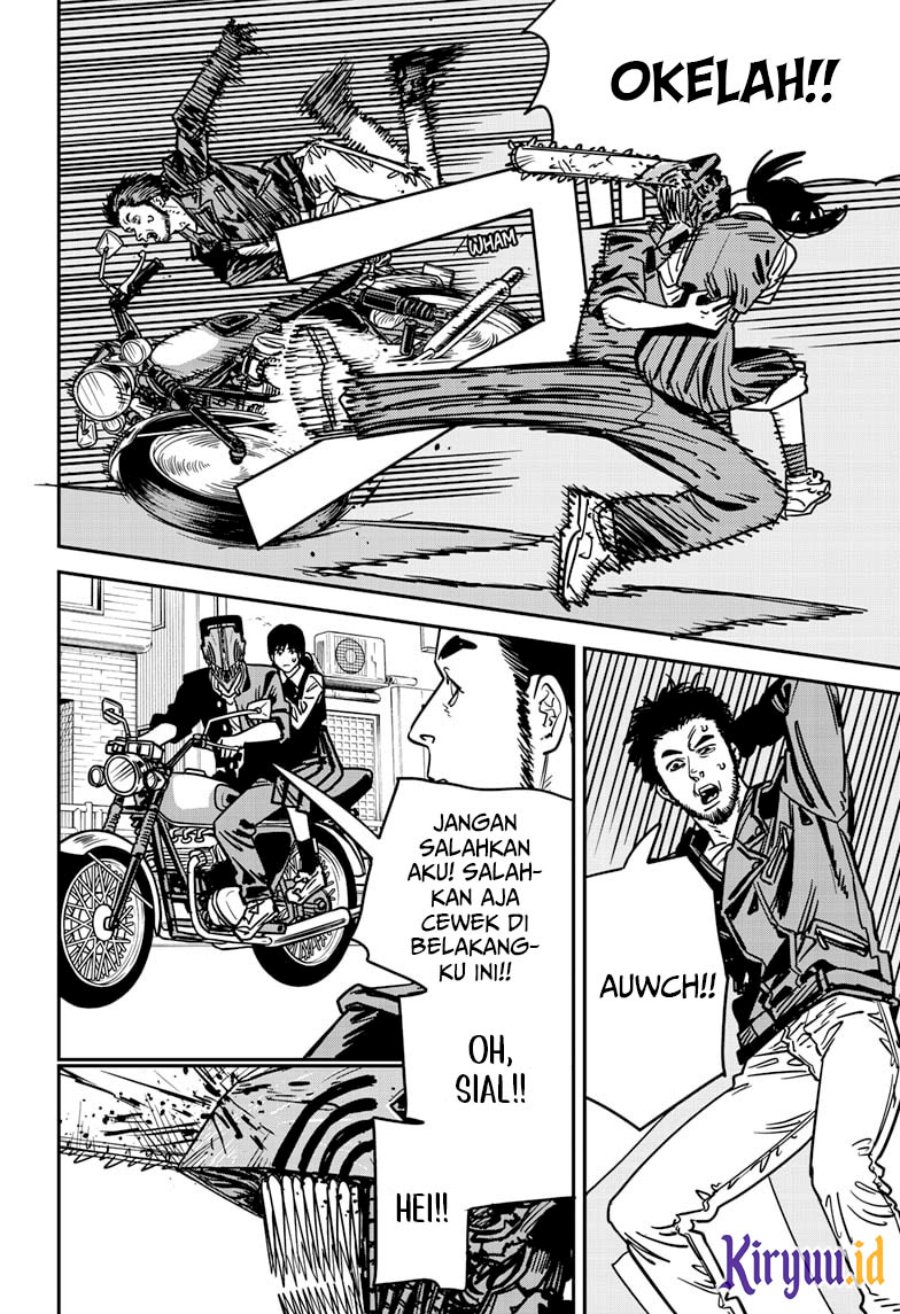 OKELAH!!
WHAM
AUWCH!!
JANGAN
SALAHKAN
AKU! SALAH-
KAN AJA
CEWEK DI
BELAKANG-
KU INI!!
OH,
SIAL!!
HEI!!
Kiryuu.id